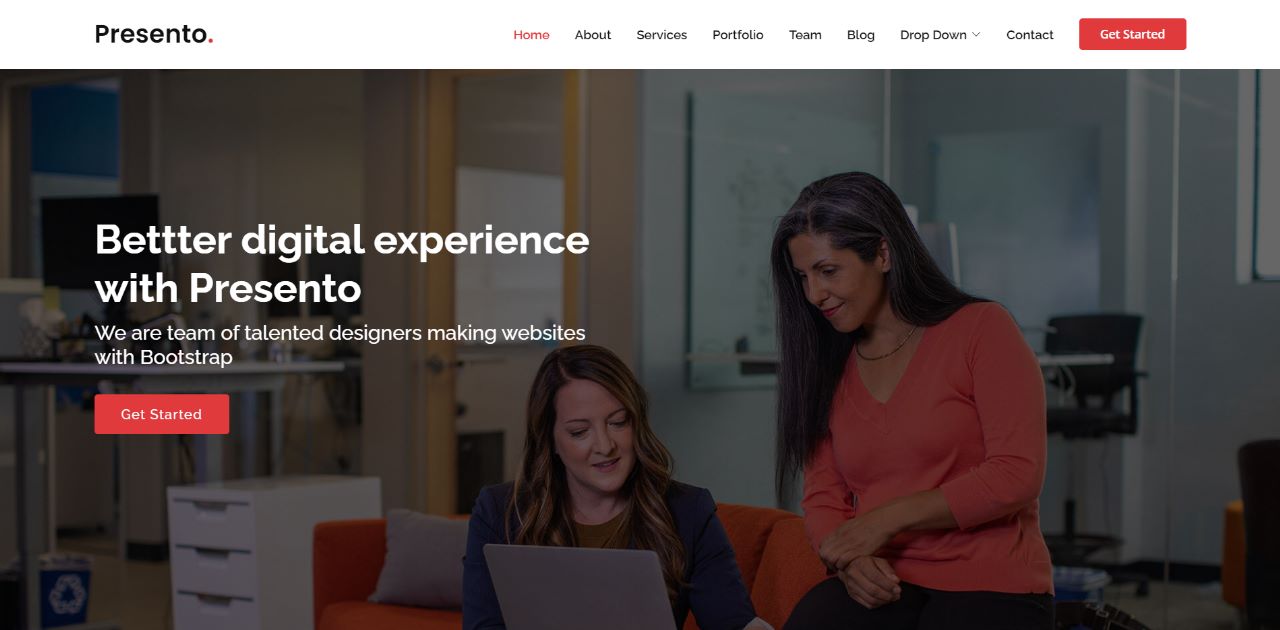 Presento.
Home About Services Portfolio Team Blog Drop Down Contact Get Started
Bettter digital experience
with Presento
We are team of talented designers making websites
with Bootstrap
Get Started